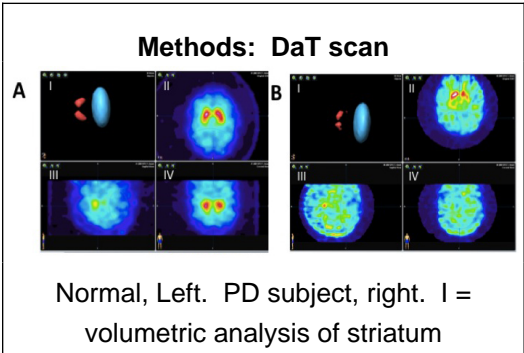 Methods: DaT scan
A
I
II
B
I
II
III
IV
III
IV
Normal, Left. PD subject, right. I =
volumetric analysis of striatum